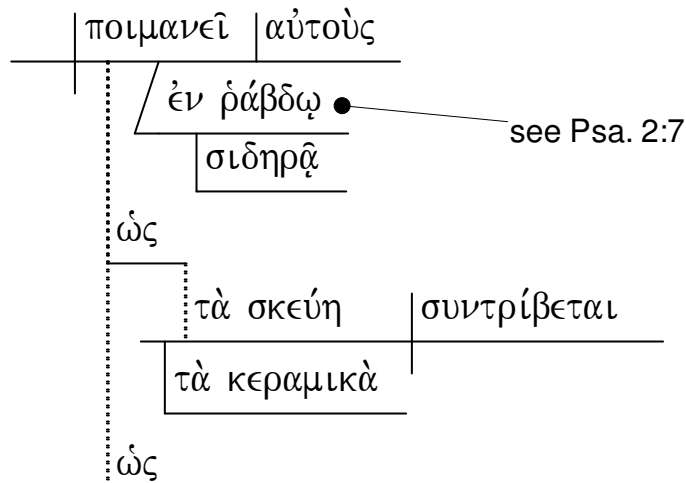 ποιμανεῖ αὐτοὺς
ἐν ῥάβδῳ
see Psa. 2:7
σιδηρᾷ
ὡς
τὰ σκεύη συντρίβεται
τὰ κεραμικὰ
ὡς